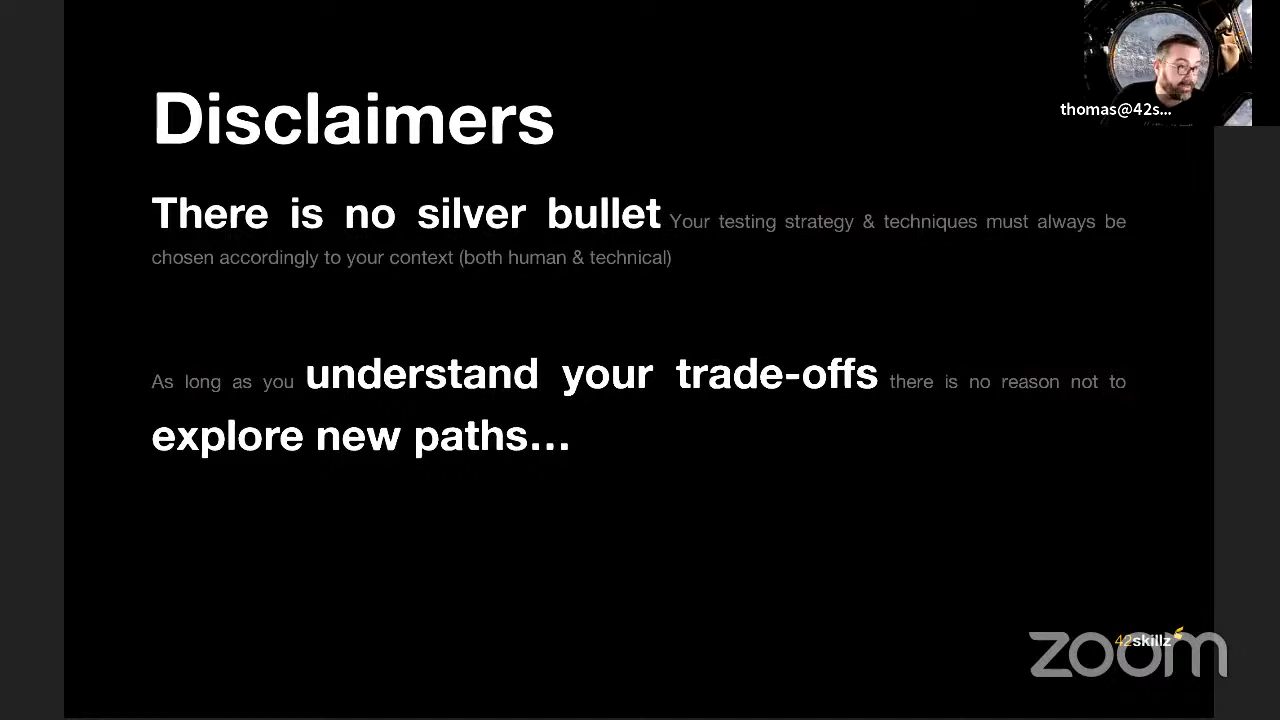 thomas@42s...
Disclaimers
There is no silver bullet Your testing strategy & techniques must always be
chosen accordingly to your context (both human & technical)
As long as you understand your trade-offs there is no reason not to
explore new paths…
42skillz
zoom